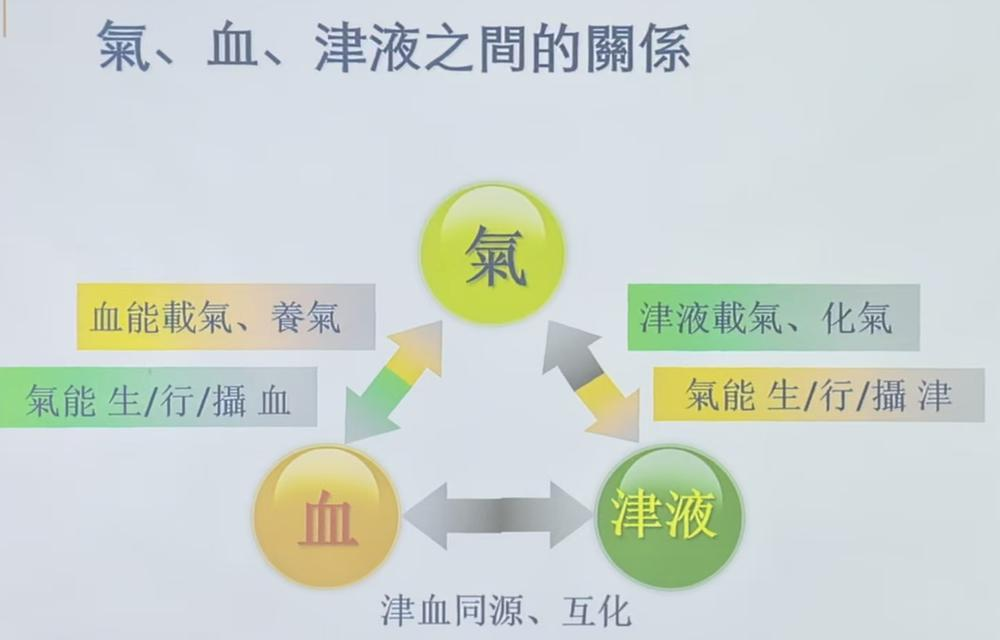 氣、血、津液之間的關係
氣
血能載氣、養氣
津液載氣、化氣
氣能 生/行/攝 血
氣能 生/行/攝 津
血
津液
津血同源、互化